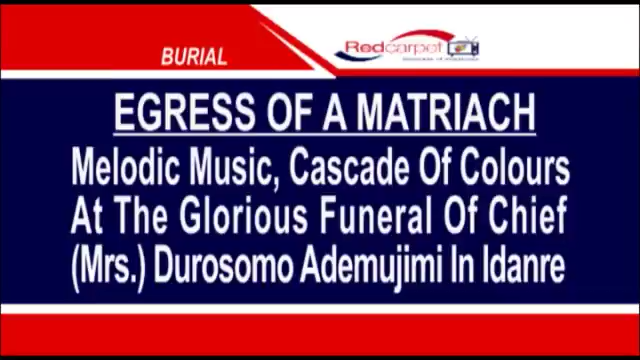 BURIAL
Redcarpet
EGRESS OF A MATRIACH
Melodic Music, Cascade Of Colours
At The Glorious Funeral Of Chief
(Mrs.) Durosomo Ademujimi In Idanre